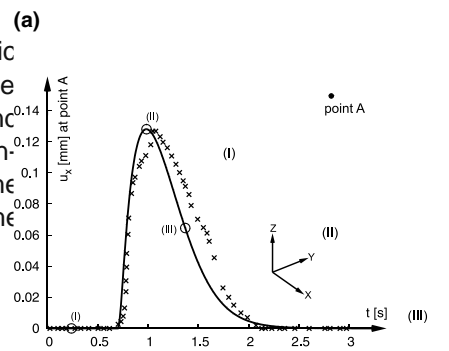 (a)
0.14
0.12
0.1
0.08
0.06
0.04
0.02
0
u_x [mm] at point A
(II)
(III)
(I)
point A
(I)
(II)
(III)
Z
Y
X
t [s]
0
0.5
1
1.5
2
2.5
3